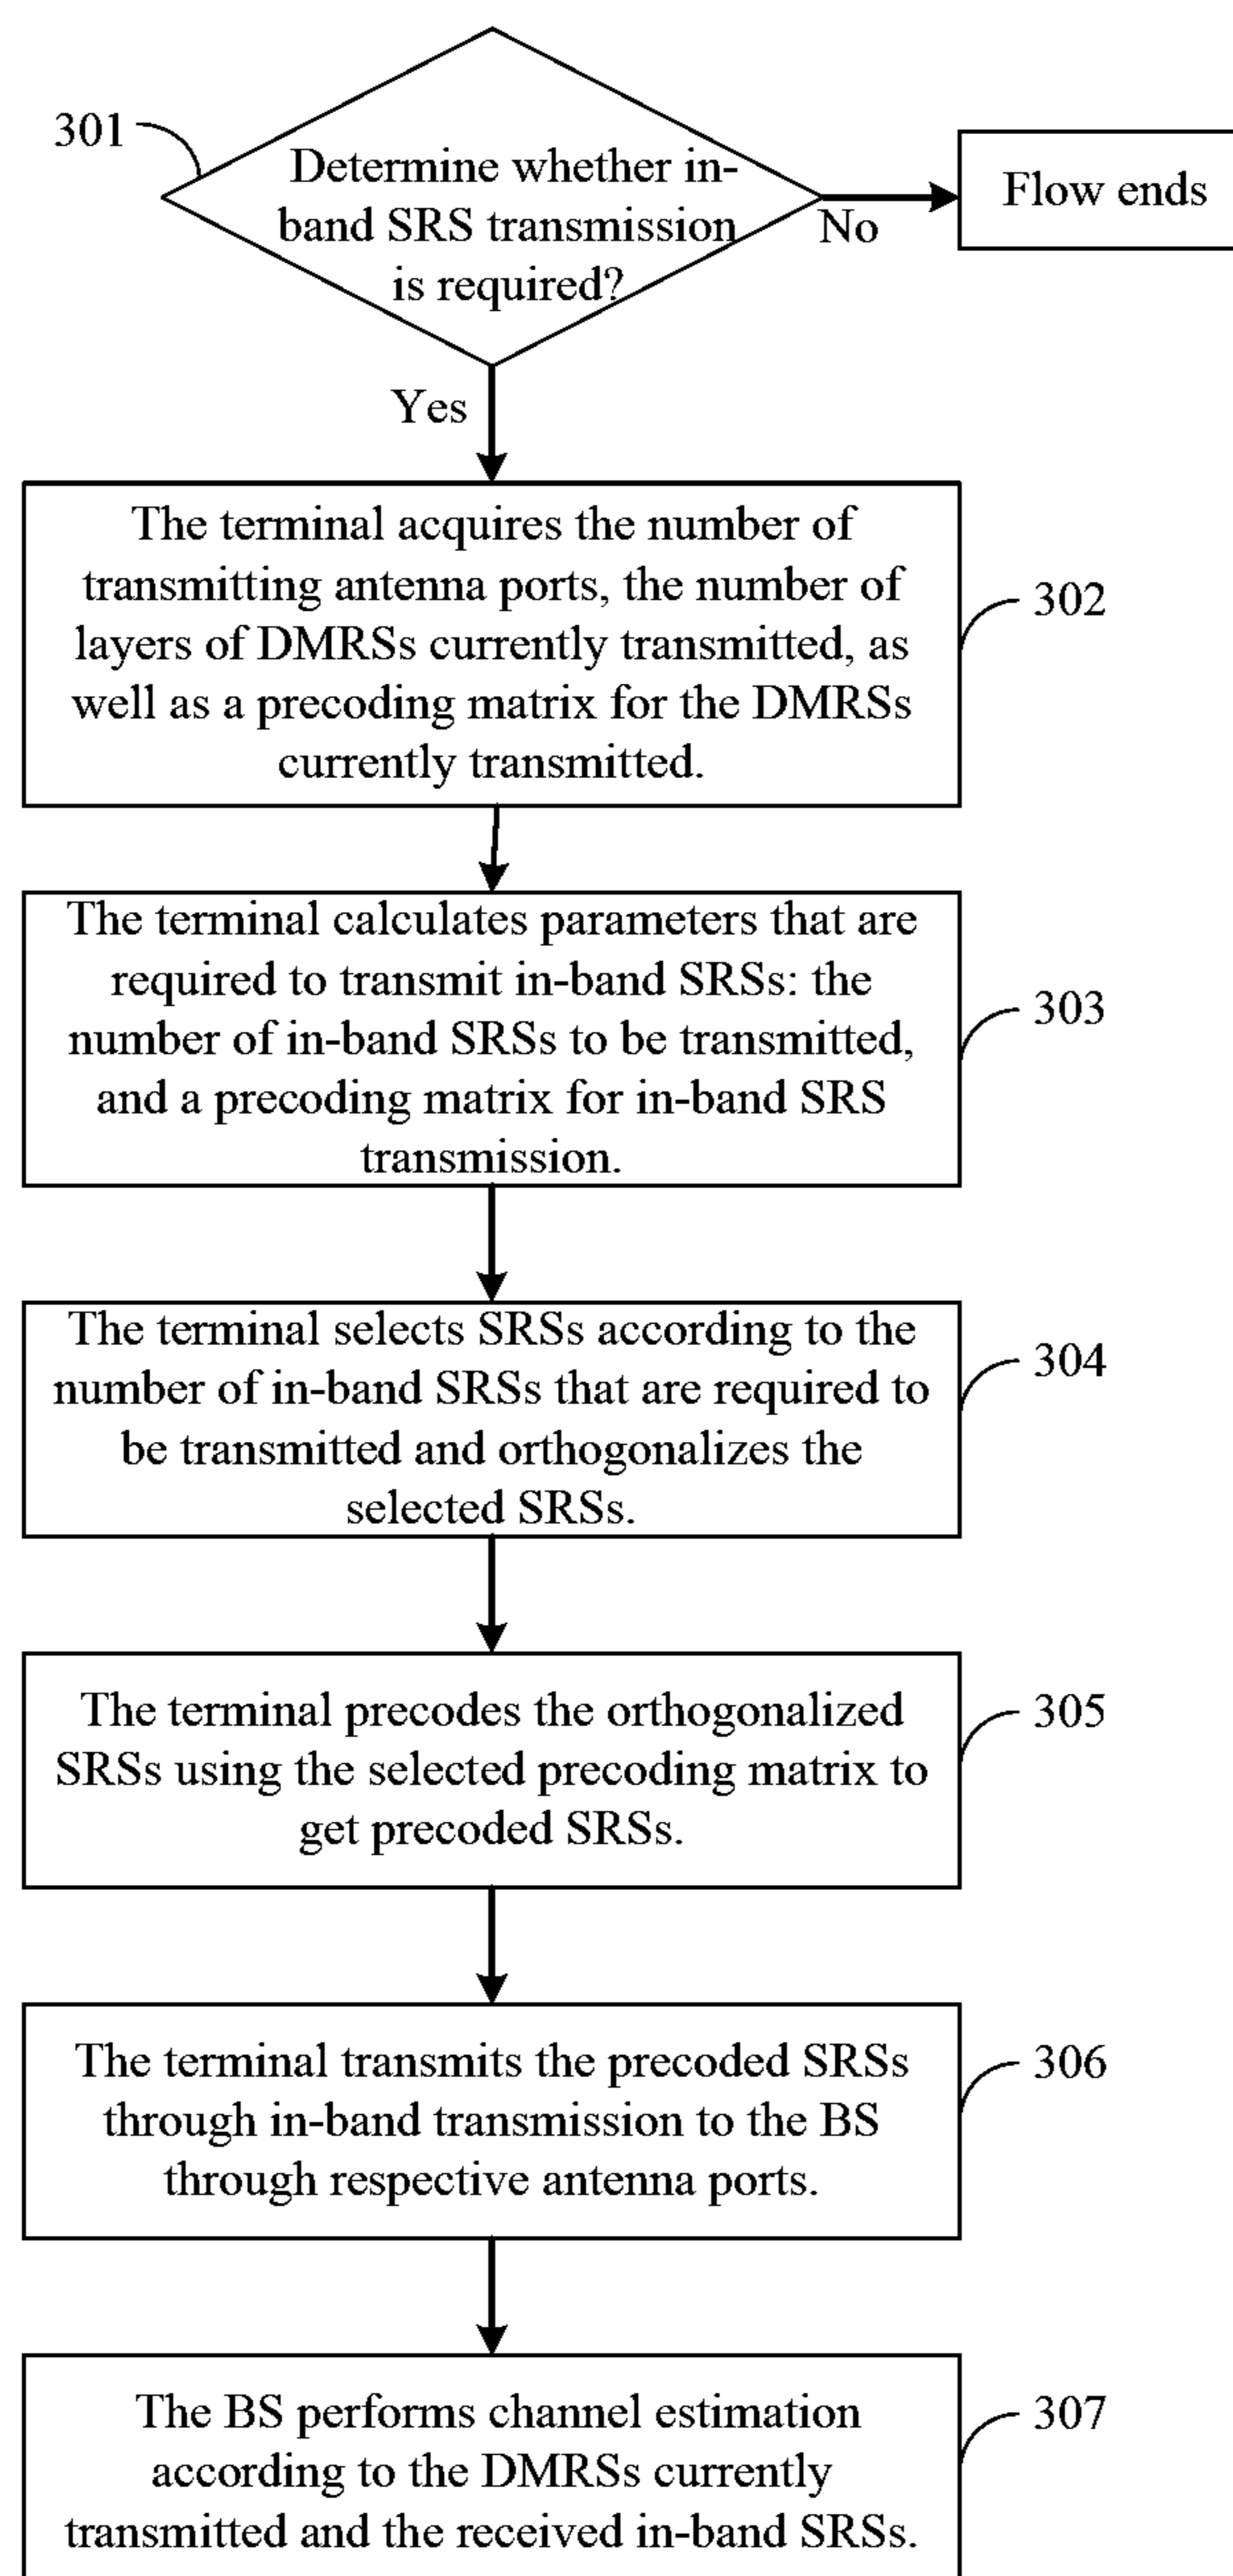 301
Determine whether in-
band SRS transmission
is required?
No
Flow ends
Yes
The terminal acquires the number of
transmitting antenna ports, the number of
layers of DMRSs currently transmitted, as
well as a precoding matrix for the DMRSs
currently transmitted.
302
The terminal calculates parameters that are
required to transmit in-band SRSs: the
number of in-band SRSs to be transmitted,
and a precoding matrix for in-band SRS
transmission.
303
The terminal selects SRSs according to the
number of in-band SRSs that are required to
be transmitted and orthogonalizes the
selected SRSs.
304
The terminal precodes the orthogonalized
SRSs using the selected precoding matrix to
get precoded SRSs.
305
The terminal transmits the precoded SRSs
through in-band transmission to the BS
through respective antenna ports.
306
The BS performs channel estimation
according to the DMRSs currently
transmitted and the received in-band SRSs.
307